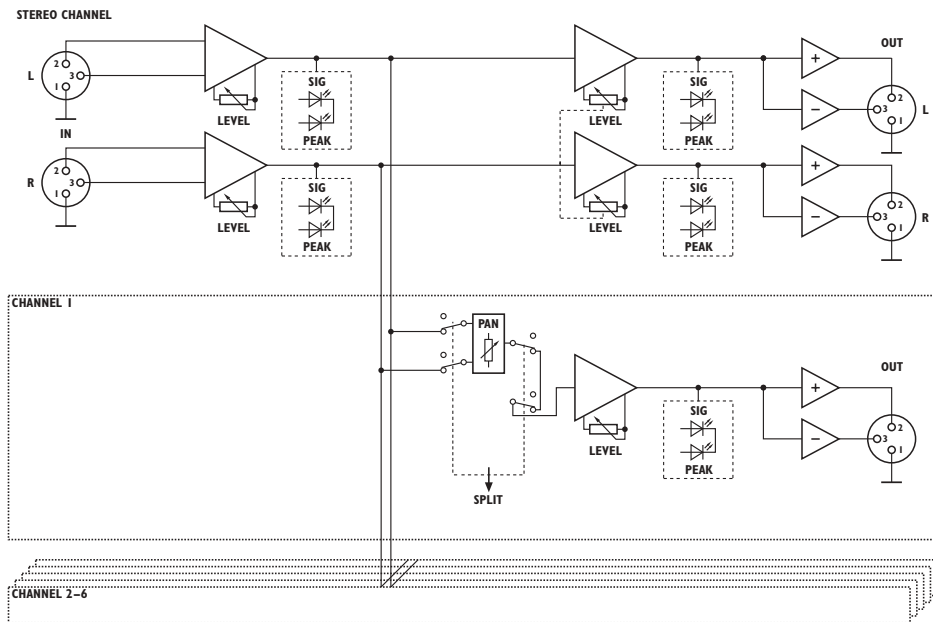 STEREO CHANNEL
OUT
2
L
3
1
IN
LEVEL
SIG
PEAK
LEVEL
SIG
PEAK
+
−
2
3
L
1
2
R
3
1
LEVEL
SIG
PEAK
LEVEL
SIG
PEAK
+
−
2
3
R
1
CHANNEL 1
PAN
SPLIT
LEVEL
SIG
PEAK
+
−
OUT
2
3
1
CHANNEL 2–6